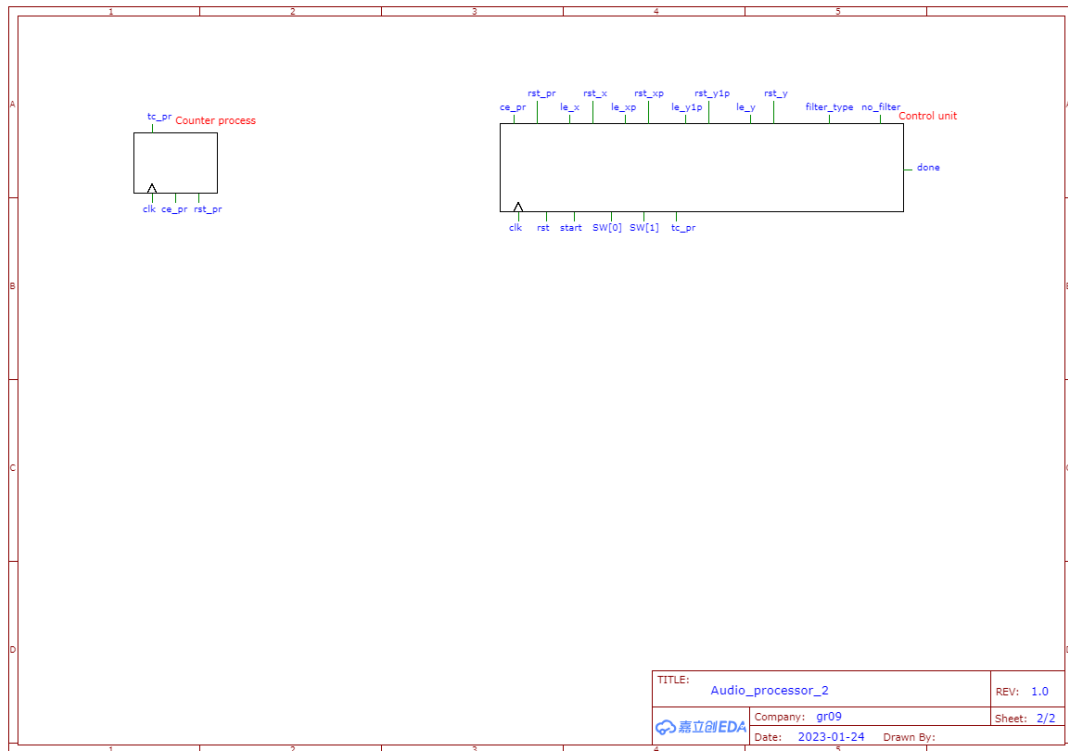 1 2 3 4 5
A A
rst_pr rst_x rst_xp rst_y1p rst_y
ce_pr le_x le_xp le_y1p le_y filter_type no_filter
tc_pr Counter process Control unit
done
clk ce_pr rst_pr
clk rst start SW[0] SW[1] tc_pr
B B
C C
D D
TITLE:
Audio_processor_2
REV: 1.0
嘉立创EDA
Company: gr09
Sheet: 2/2
Date: 2023-01-24 Drawn By:
1 2 3 4 5